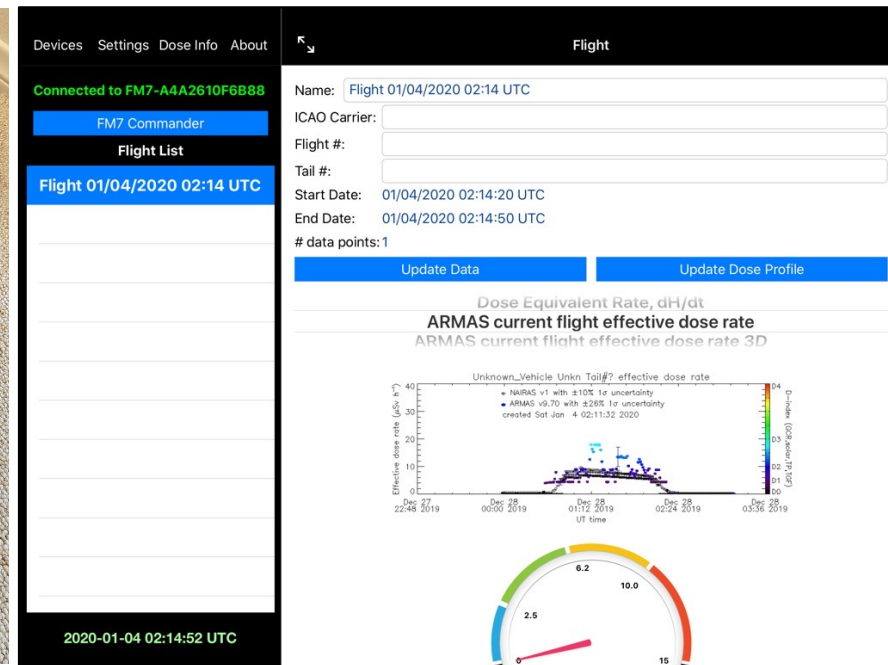 Devices Settings Dose Info About
Connected to FM7-A4A2610F6B88
FM7 Commander
Flight List
Flight 01/04/2020 02:14 UTC
2020-01-04 02:14:52 UTC
Flight
Name: Flight 01/04/2020 02:14 UTC
ICAO Carrier:
Flight #:
Tail #:
Start Date: 01/04/2020 02:14:20 UTC
End Date: 01/04/2020 02:14:50 UTC
# data points: 1
Update Data Update Dose Profile
Dose Equivalent Rate, dH/dt
ARMAS current flight effective dose rate
ARMAS current flight effective dose rate 3D
Unknown_Vehicle Unkn Tail#? effective dose rate
NAIRAS v1 with ±10% 1σ uncertainty
ARMAS v9.70 with ±26% 1σ uncertainty
created Sat Jan 4 02:11:32 2020
Effective dose rate (μSv h⁻¹)
40
30
20
10
0
D4
D3
D2
D1
D0
D-index (GCR,solar,TP,TGF)
Dec 27 Dec 28 Dec 28 Dec 28 Dec 28
22:48 2019 00:00 2019 01:12 2019 02:24 2019 03:36 2019
UT time
6.2
10.0
2.5
0 15